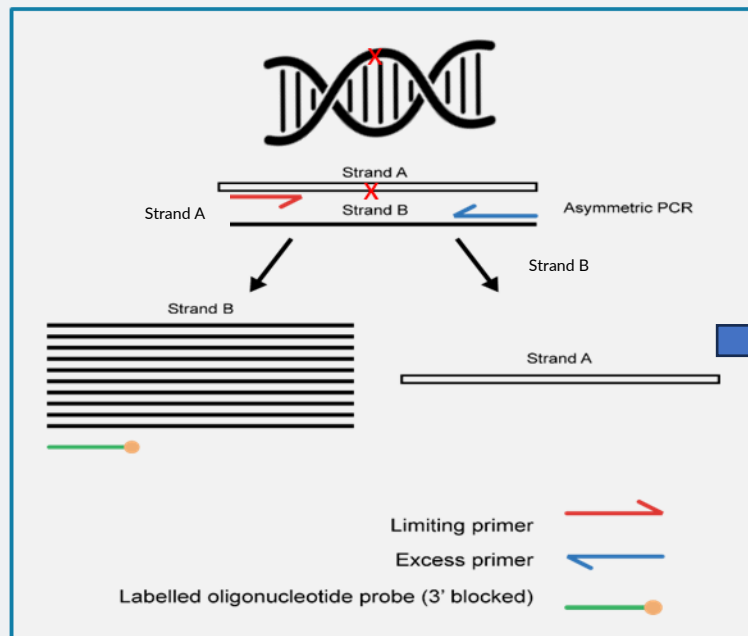 X
Strand A
X
Strand A
Strand B
Asymmetric PCR
Strand B
Strand B
Strand A
Limiting primer
Excess primer
Labelled oligonucleotide probe (3' blocked)